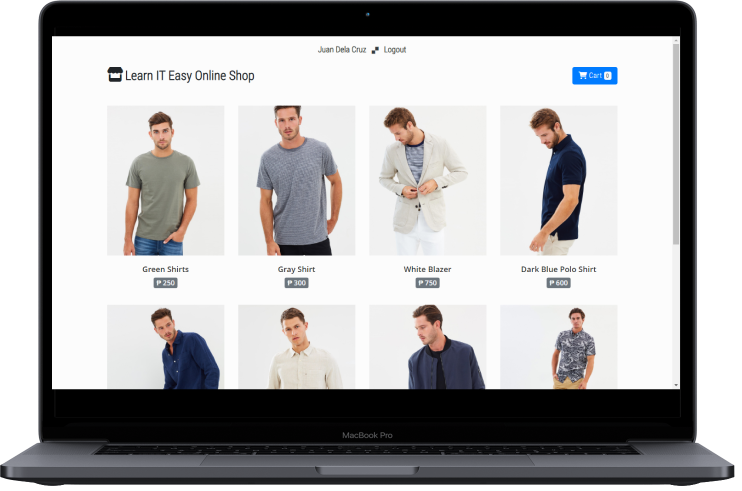 Juan Dela Cruz Logout
Learn IT Easy Online Shop
Cart 0
Green Shirts
Gray Shirt
White Blazer
Dark Blue Polo Shirt
₱ 250
₱ 300
₱ 750
₱ 600
MacBook Pro